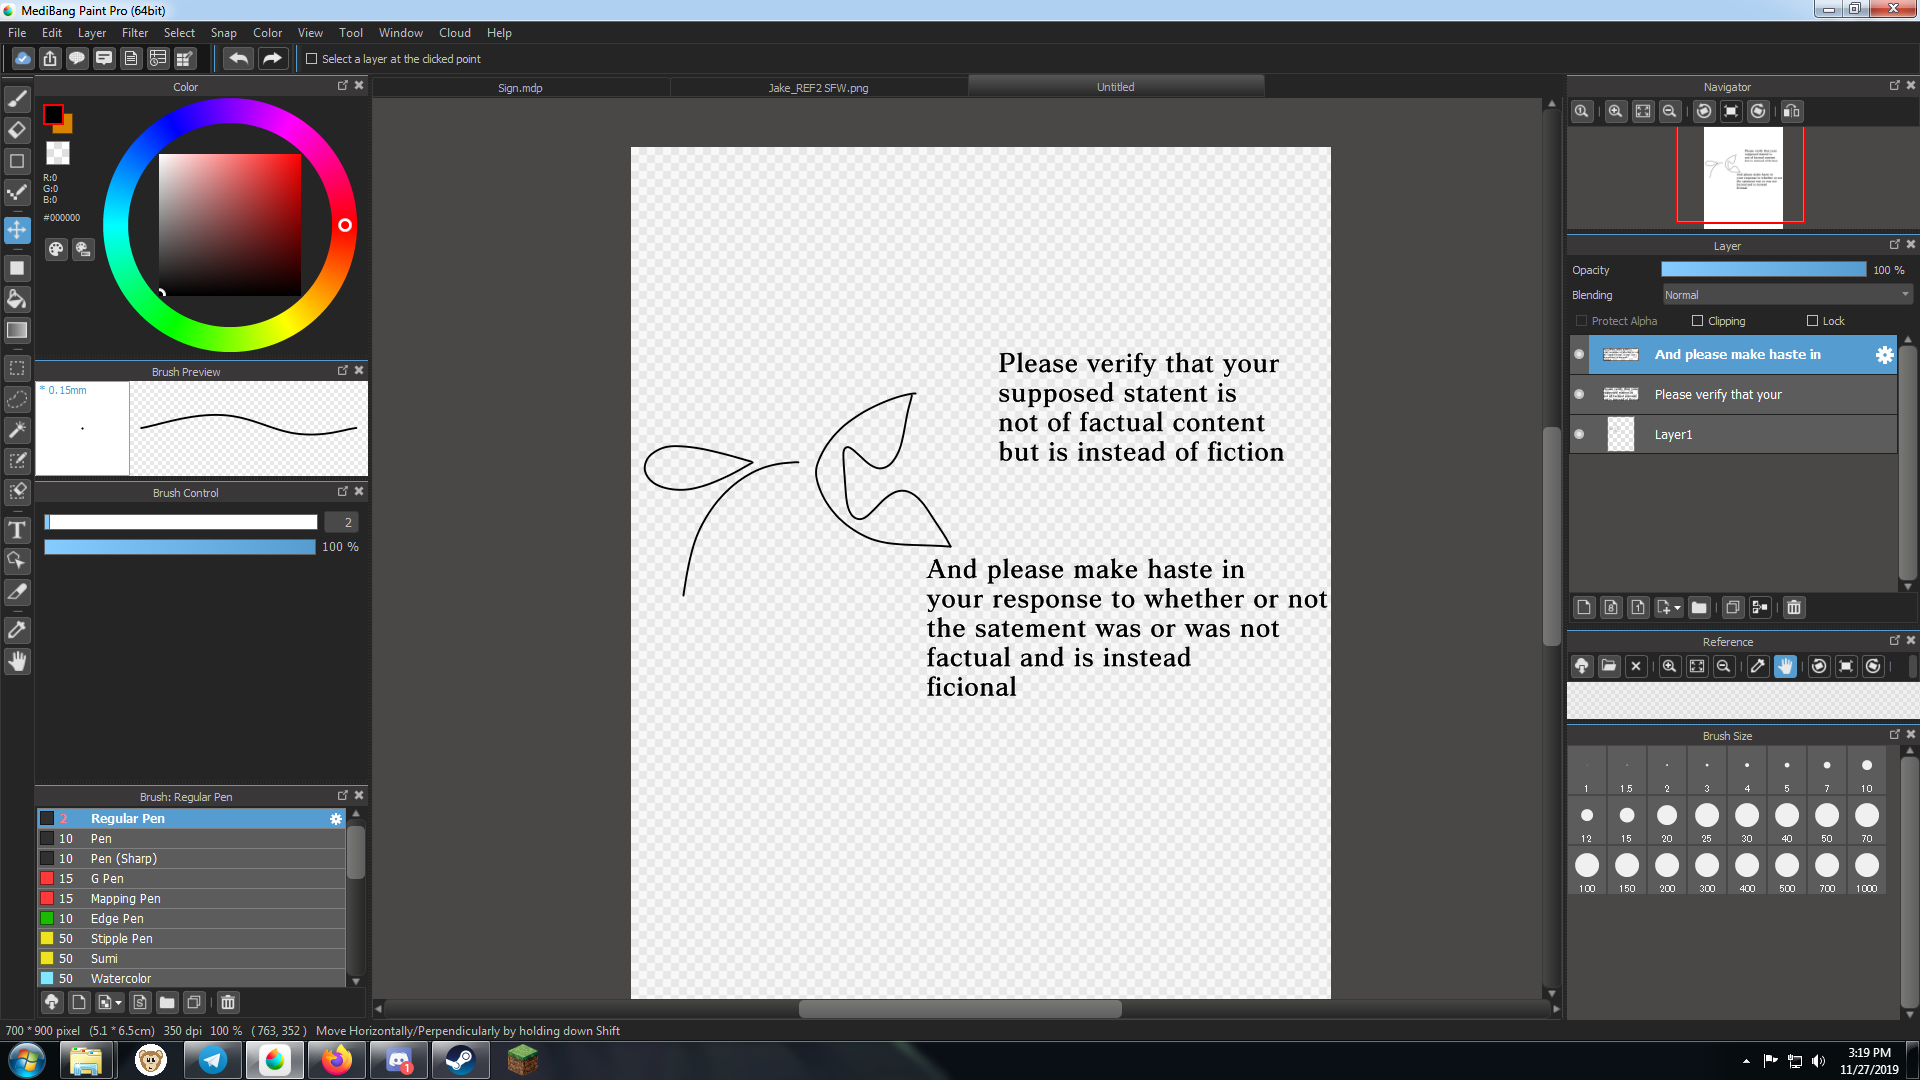 MediBang Paint Pro (64bit)
File Edit Layer Filter Select Snap Color View Tool Window Cloud Help
Select a layer at the clicked point
Color
R:0
G:0
B:0
#000000
Brush Preview
* 0.15mm
Brush Control
2
100 %
Brush: Regular Pen
2 Regular Pen
10 Pen
10 Pen (Sharp)
15 G Pen
15 Mapping Pen
10 Edge Pen
50 Stipple Pen
50 Sumi
50 Watercolor
Sign.mdp Jake_REF2 SFW.png Untitled
Please verify that your
supposed statent is
not of factual content
but is instead of fiction
And please make haste in
your response to whether or not
the satement was or was not
factual and is instead
ficional
Navigator
Layer
Opacity 100 %
Blending Normal
Protect Alpha Clipping Lock
And please make haste in
Please verify that your
Layer1
Reference
Brush Size
1 1.5 2 3 4 5 7 10
12 15 20 25 30 40 50 70
100 150 200 300 400 500 700 1000
700 * 900 pixel (5.1 * 6.5cm) 350 dpi 100 % ( 763, 352 ) Move Horizontally/Perpendicularly by holding down Shift
1
3:19 PM
11/27/2019